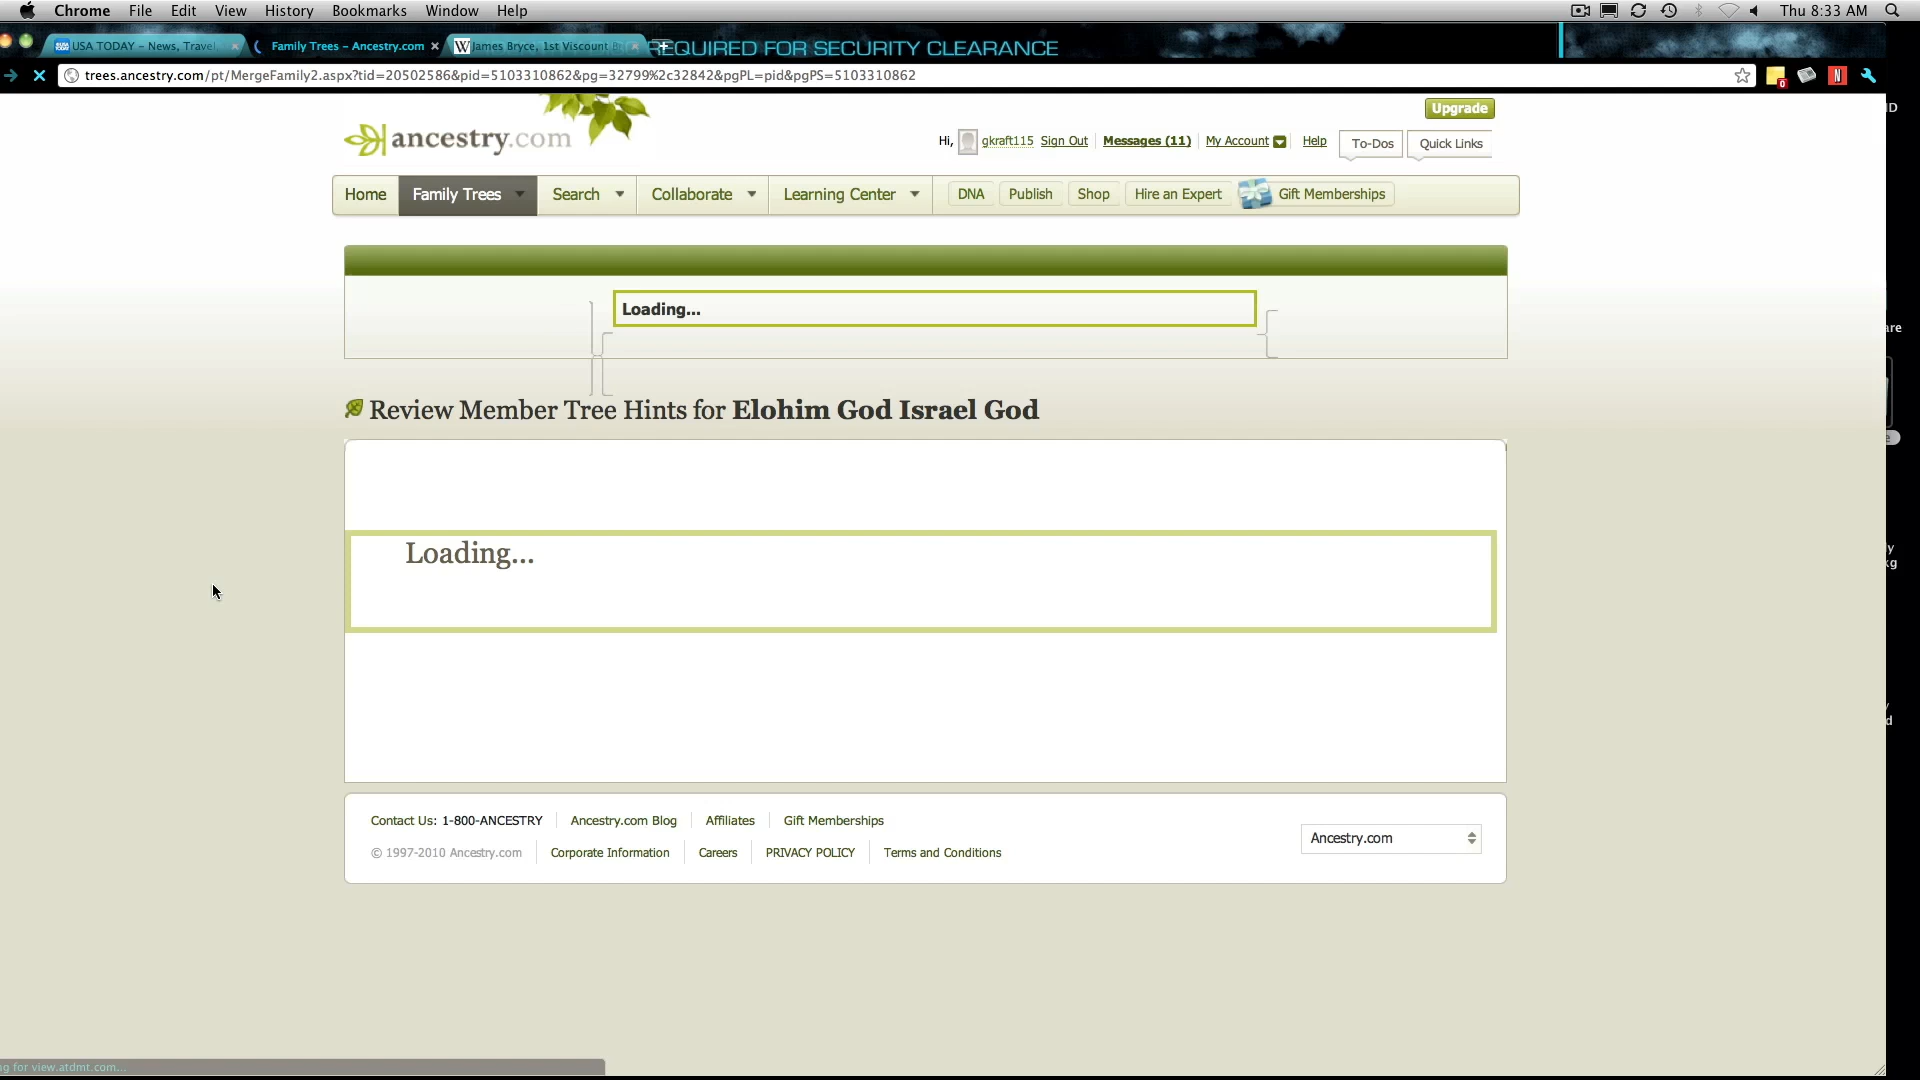 Chrome File Edit View History Bookmarks Window Help Thu 8:33 AM
USA TODAY - News, Travel Family Trees - Ancestry.com James Bryce, 1st Viscount REQUIRED FOR SECURITY CLEARANCE
trees.ancestry.com/pt/MergeFamily2.aspx?tid=20502586&pid=5103310862&pg=32799%2c32842&pgPL=pid&pgPS=5103310862
0 N
Upgrade
ancestry.com
Hi, gkraft115 Sign Out Messages (11) My Account Help To-Dos Quick Links
Home Family Trees Search Collaborate Learning Center DNA Publish Shop Hire an Expert Gift Memberships
Loading...
Review Member Tree Hints for Elohim God Israel God
Loading...
Contact Us: 1-800-ANCESTRY Ancestry.com Blog Affiliates Gift Memberships
Ancestry.com
© 1997-2010 Ancestry.com Corporate Information Careers PRIVACY POLICY Terms and Conditions
for view.atdmt.com...